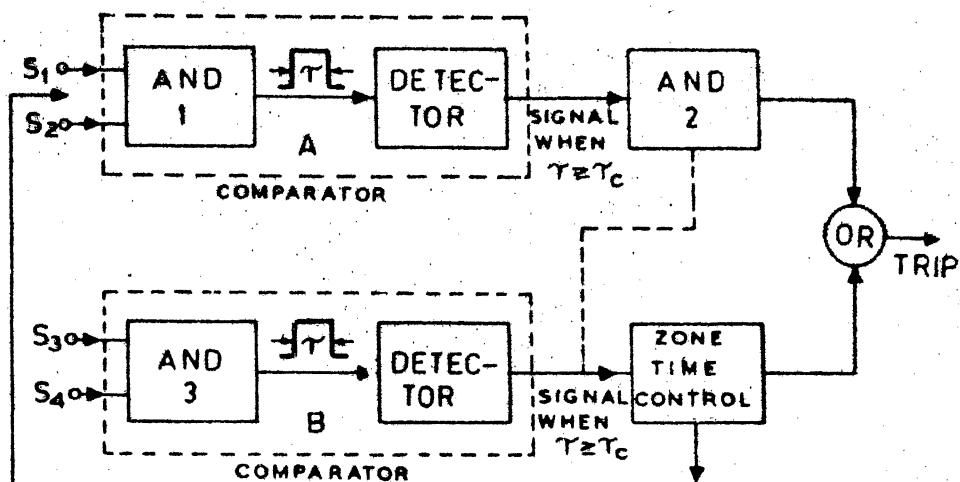 S1
S2
AND
1
τ
DETEC-
TOR
A
COMPARATOR
SIGNAL
WHEN
τ≥τc
AND
2
OR
TRIP
S3
S4
AND
3
τ
DETEC-
TOR
B
COMPARATOR
SIGNAL
WHEN
τ≥τc
ZONE
TIME
CONTROL